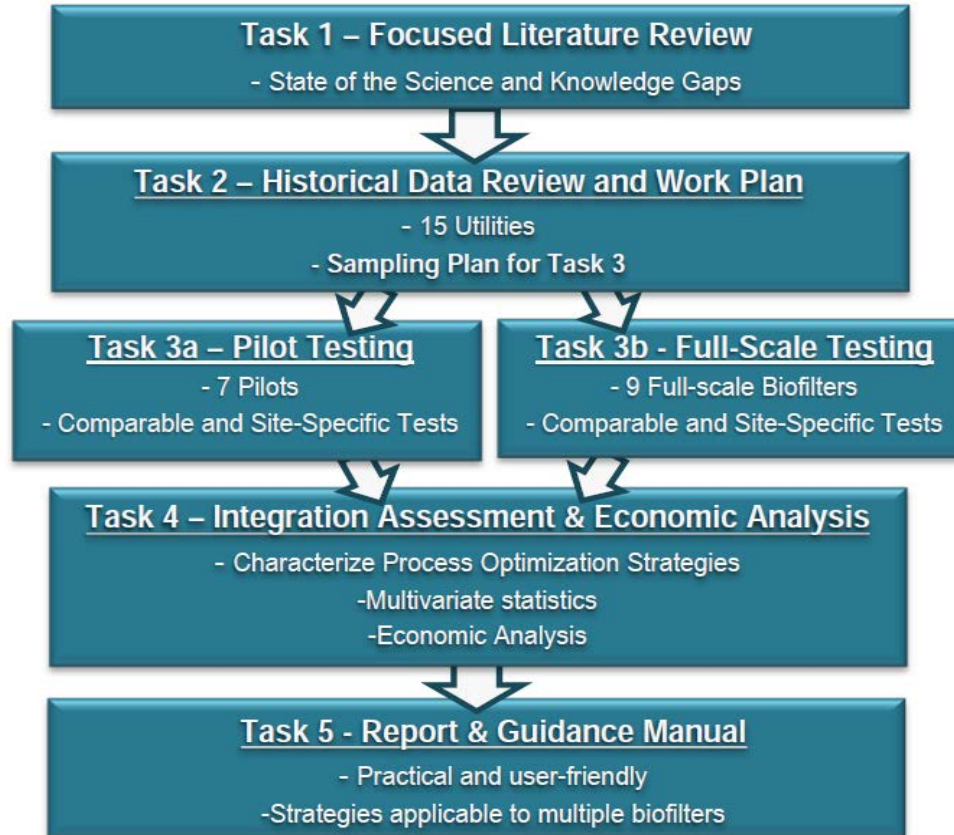 Task 1 – Focused Literature Review
- State of the Science and Knowledge Gaps
Task 2 – Historical Data Review and Work Plan
- 15 Utilities
- Sampling Plan for Task 3
Task 3a – Pilot Testing
- 7 Pilots
- Comparable and Site-Specific Tests
Task 3b - Full-Scale Testing
- 9 Full-scale Biofilters
- Comparable and Site-Specific Tests
Task 4 – Integration Assessment & Economic Analysis
- Characterize Process Optimization Strategies
-Multivariate statistics
-Economic Analysis
Task 5 - Report & Guidance Manual
- Practical and user-friendly
-Strategies applicable to multiple biofilters